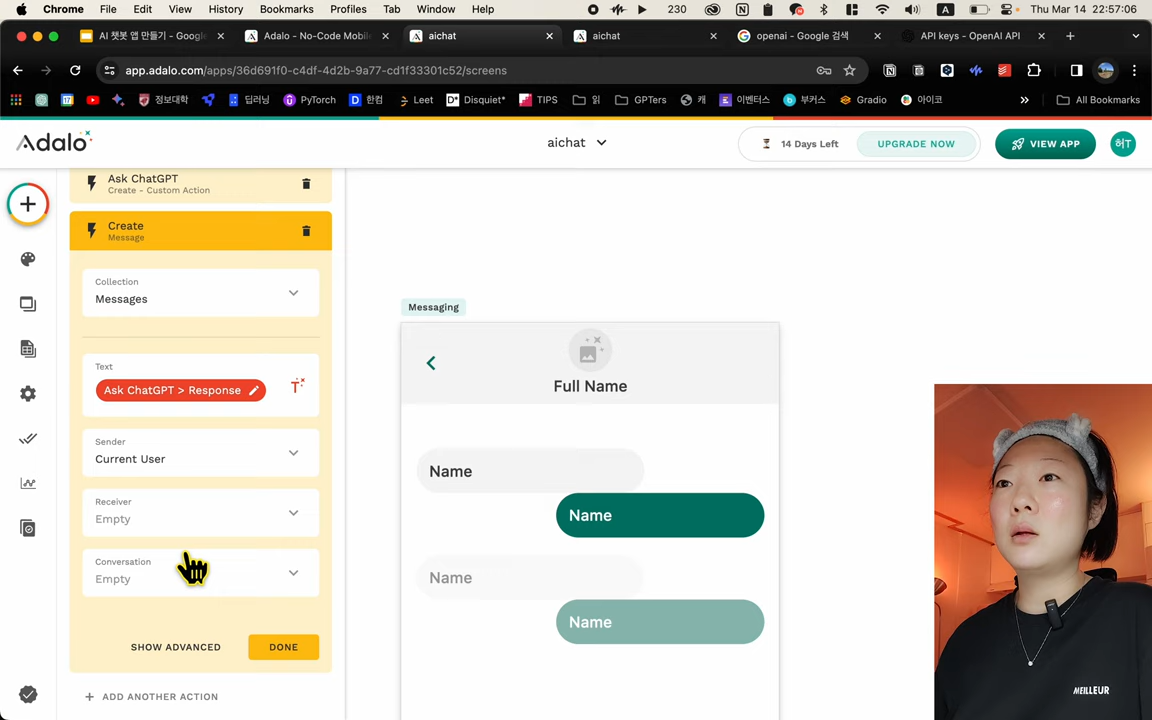 Chrome File Edit View History Bookmarks Profiles Tab Window Help 230 A Thu Mar 14 22:57:06
AI 챗봇 앱 만들기 - Google
Adalo - No-Code Mobile
aichat
aichat
openai - Google 검색
API keys - OpenAI API
app.adalo.com/apps/36d691f0-c4df-4d2b-9a77-cd1f33301c52/screens
정보대학 딥러닝 PyTorch 한컴 Leet Disquiet* TIPS 읽 GPTers 캐 이벤터스 부커스 Gradio 아이코 All Bookmarks
Adalo
aichat
14 Days Left
UPGRADE NOW
VIEW APP
허T
Ask ChatGPT
Create - Custom Action
Create
Message
Collection
Messages
Text
Ask ChatGPT > Response
T
Sender
Current User
Receiver
Empty
Conversation
Empty
SHOW ADVANCED
DONE
ADD ANOTHER ACTION
Messaging
Full Name
Name
Name
Name
Name
MEILLEUR